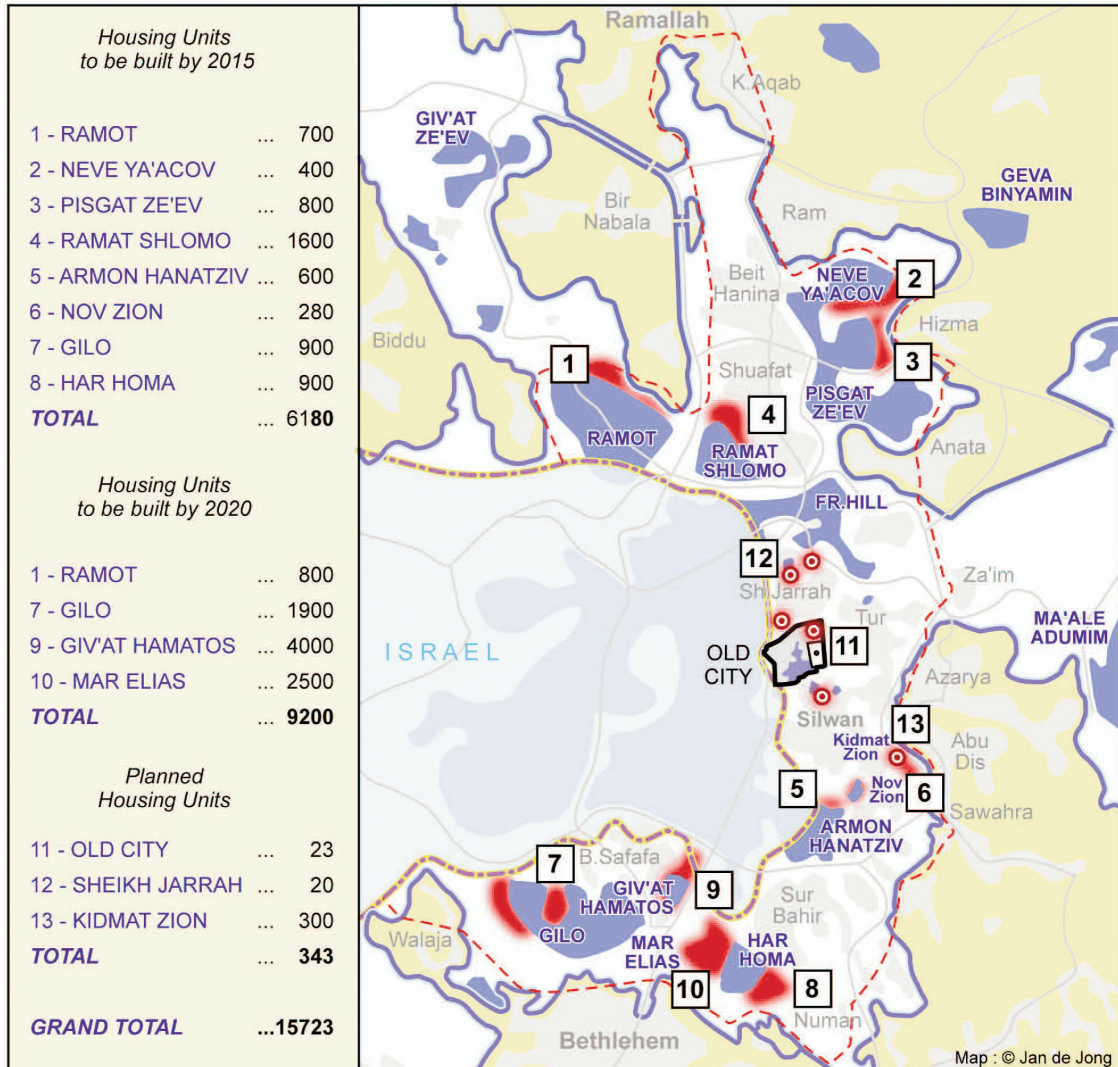 Housing Units
to be built by 2015
1 - RAMOT ... 700
2 - NEVE YA'ACOV ... 400
3 - PISGAT ZE'EV ... 800
4 - RAMAT SHLOMO ... 1600
5 - ARMON HANATZIV ... 600
6 - NOV ZION ... 280
7 - GILO ... 900
8 - HAR HOMA ... 900
TOTAL ... 6180
Housing Units
to be built by 2020
1 - RAMOT ... 800
7 - GILO ... 1900
9 - GIV'AT HAMATOS ... 4000
10 - MAR ELIAS ... 2500
TOTAL ... 9200
Planned
Housing Units
11 - OLD CITY ... 23
12 - SHEIKH JARRAH ... 20
13 - KIDMAT ZION ... 300
TOTAL ... 343
GRAND TOTAL ...15723
Ramallah
K.Aqab
GIV'AT
ZE'EV
GEVA
BINYAMIN
Bir
Nabala
Ram
Beit
Hanina
NEVE
YA'ACOV
2
Hizma
Biddu
1
Shuafat
3
PISGAT
ZE'EV
4
RAMOT
RAMAT
SHLOMO
Anata
FR.HILL
12
Sh.Jarrah
Za'im
Tur
MA'ALE
ADUMIM
ISRAEL
OLD
CITY
11
Azarya
Silwan
13
Kidmat
Zion
Abu
Dis
5
Nov
Zion
6
Sawahra
ARMON
HANATZIV
B.Safafa
7
GIV'AT
HAMATOS
9
Sur
Bahir
GILO
Walaja
MAR
ELIAS
HAR
HOMA
10
8
Numan
Bethlehem
Map : © Jan de Jong